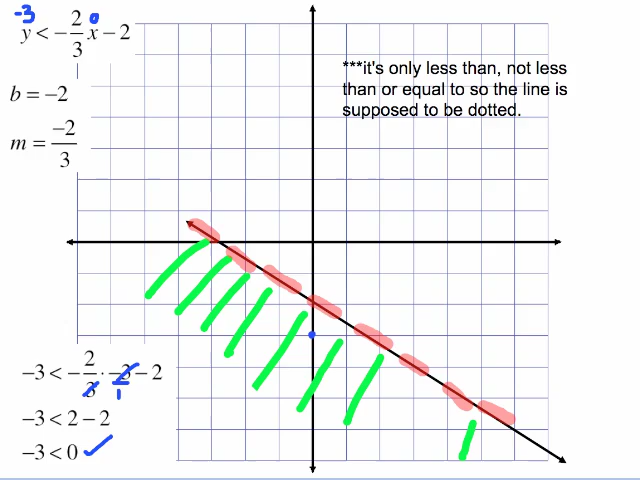 -3 0
y < -2/3 x - 2
b = -2
m = -2/3
***it's only less than, not less
than or equal to so the line is
supposed to be dotted.
-3 < -2/3 · -3/1 - 2
-3 < 2 - 2
-3 < 0 ✓